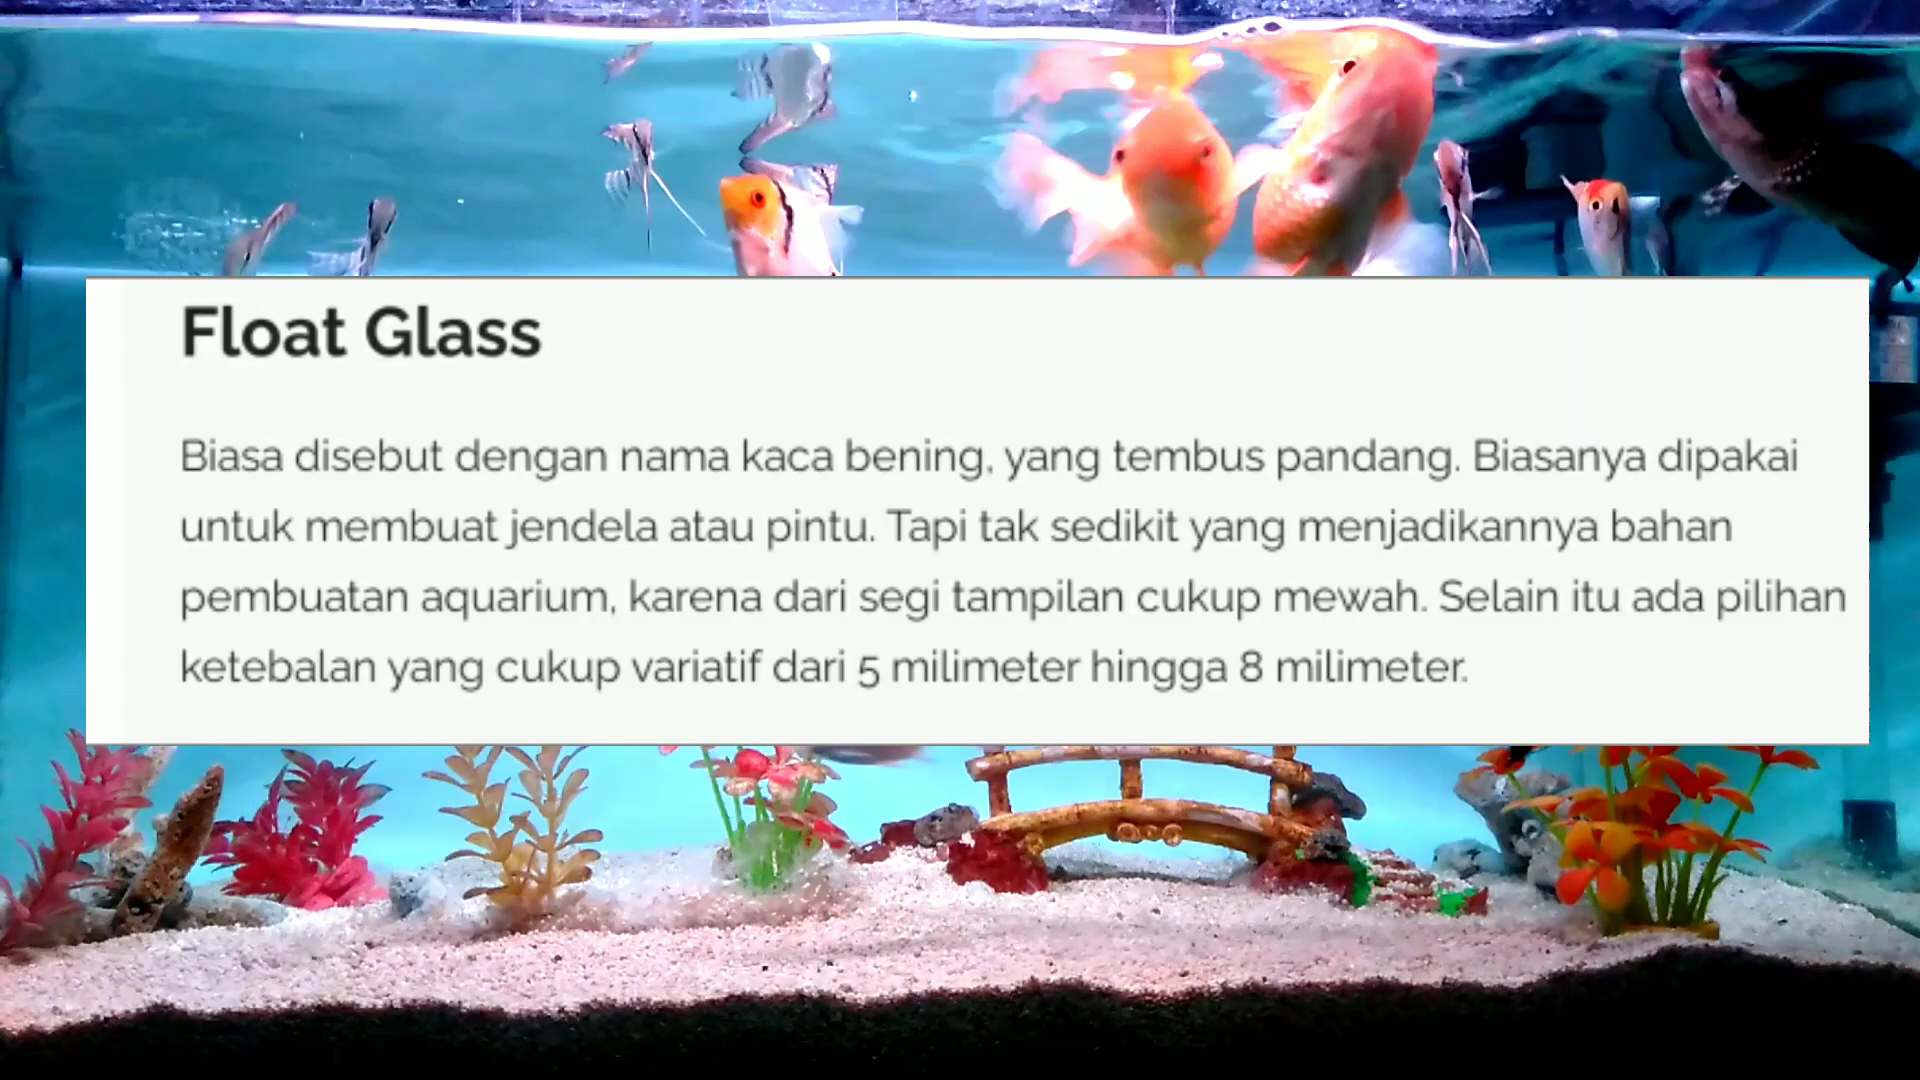 Float Glass
Biasa disebut dengan nama kaca bening, yang tembus pandang. Biasanya dipakai
untuk membuat jendela atau pintu. Tapi tak sedikit yang menjadikannya bahan
pembuatan aquarium, karena dari segi tampilan cukup mewah. Selain itu ada pilihan
ketebalan yang cukup variatif dari 5 milimeter hingga 8 milimeter.